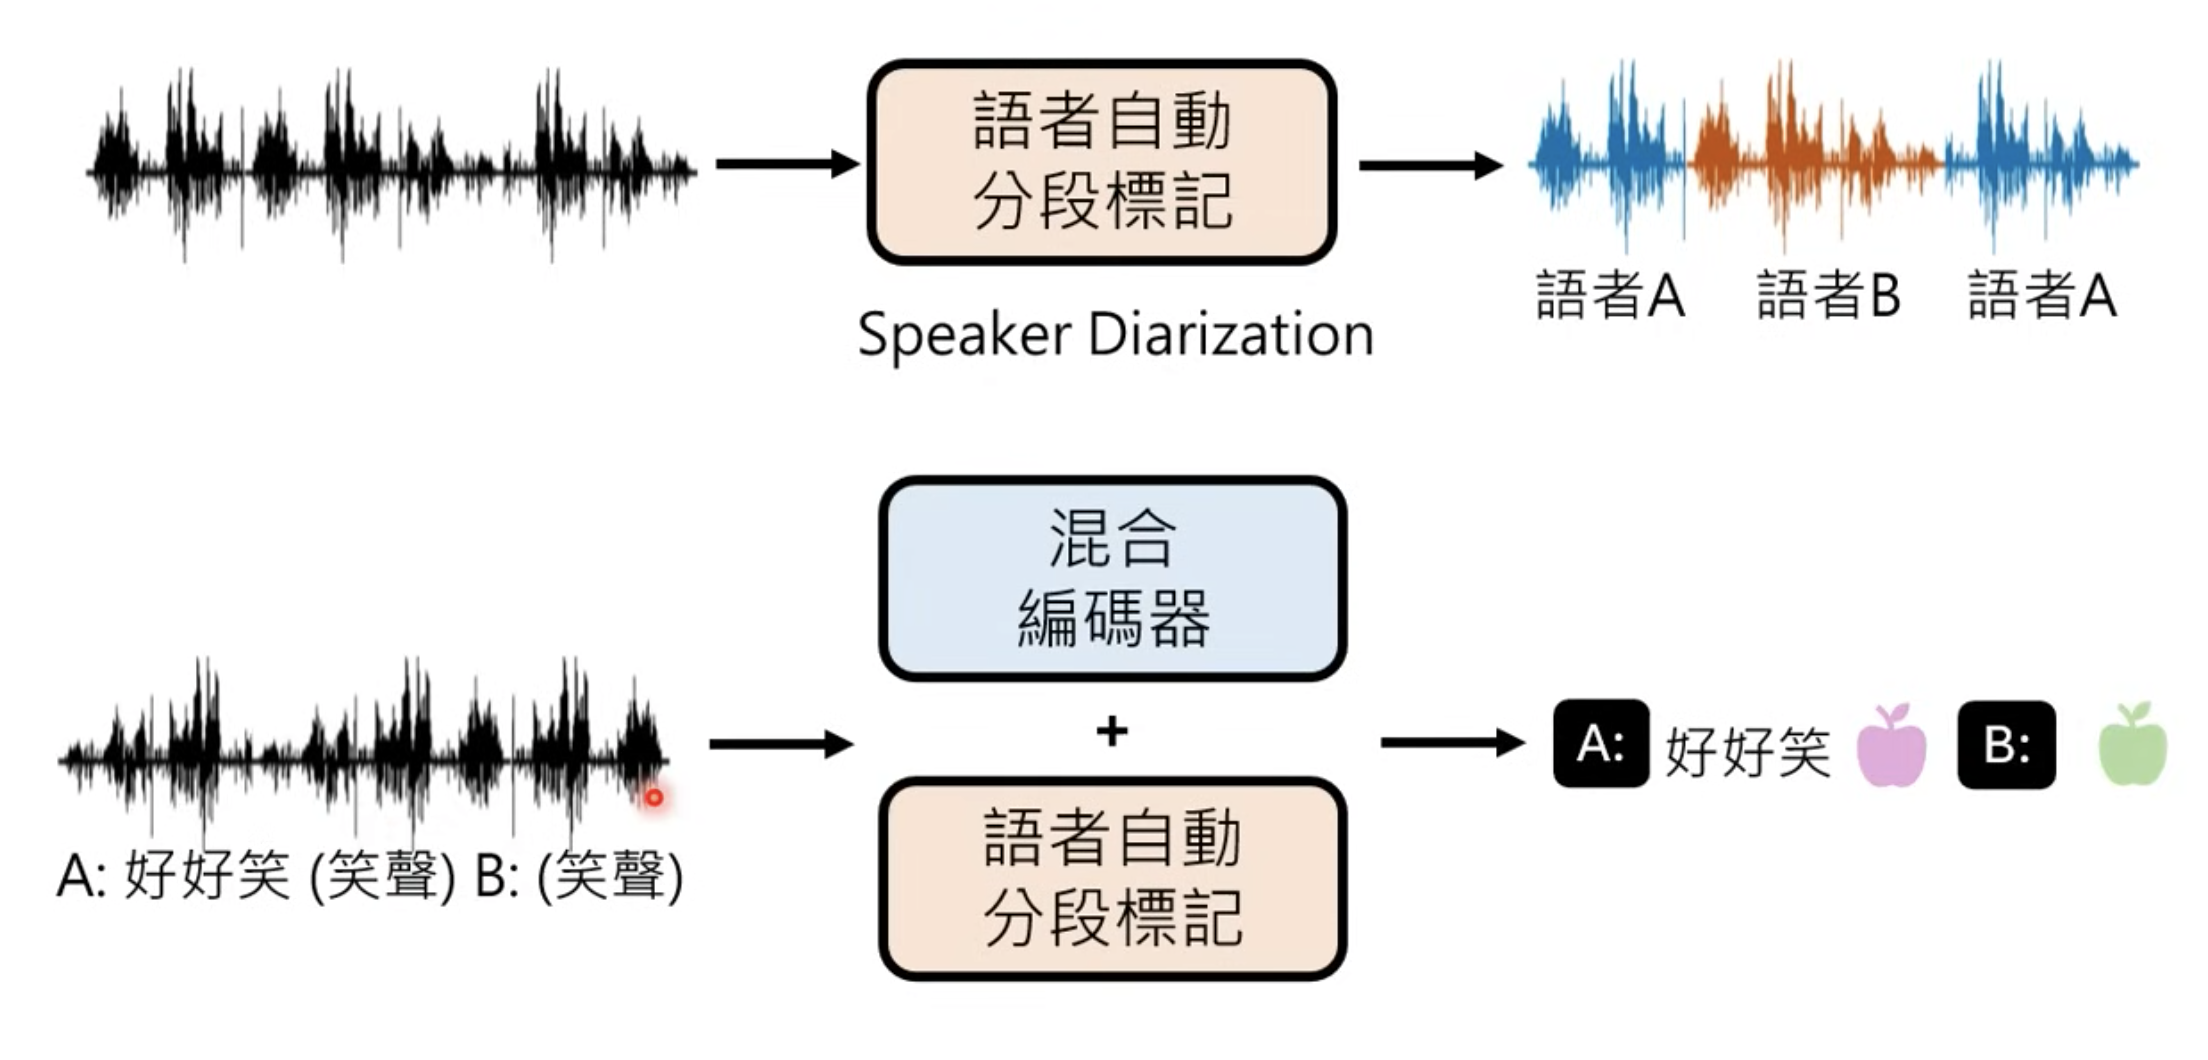 語者自動
分段標記
Speaker Diarization
語者A 語者B 語者A
混合
編碼器
+
語者自動
分段標記
A: 好好笑 (笑聲) B: (笑聲)
A: 好好笑 B: